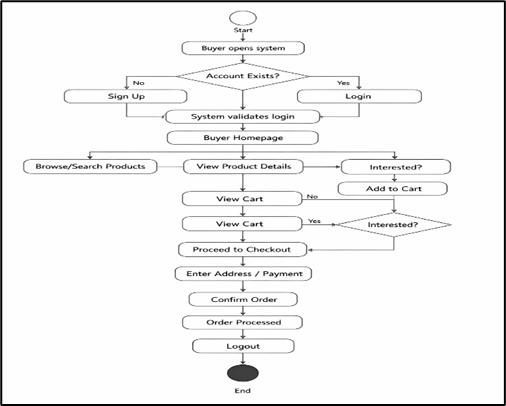 Start
Buyer opens system
Account Exists?
No
Yes
Sign Up
Login
System validates login
Buyer Homepage
Browse/Search Products
View Product Details
Interested?
Add to Cart
View Cart
No
View Cart
Yes
Interested?
Proceed to Checkout
Enter Address / Payment
Confirm Order
Order Processed
Logout
End